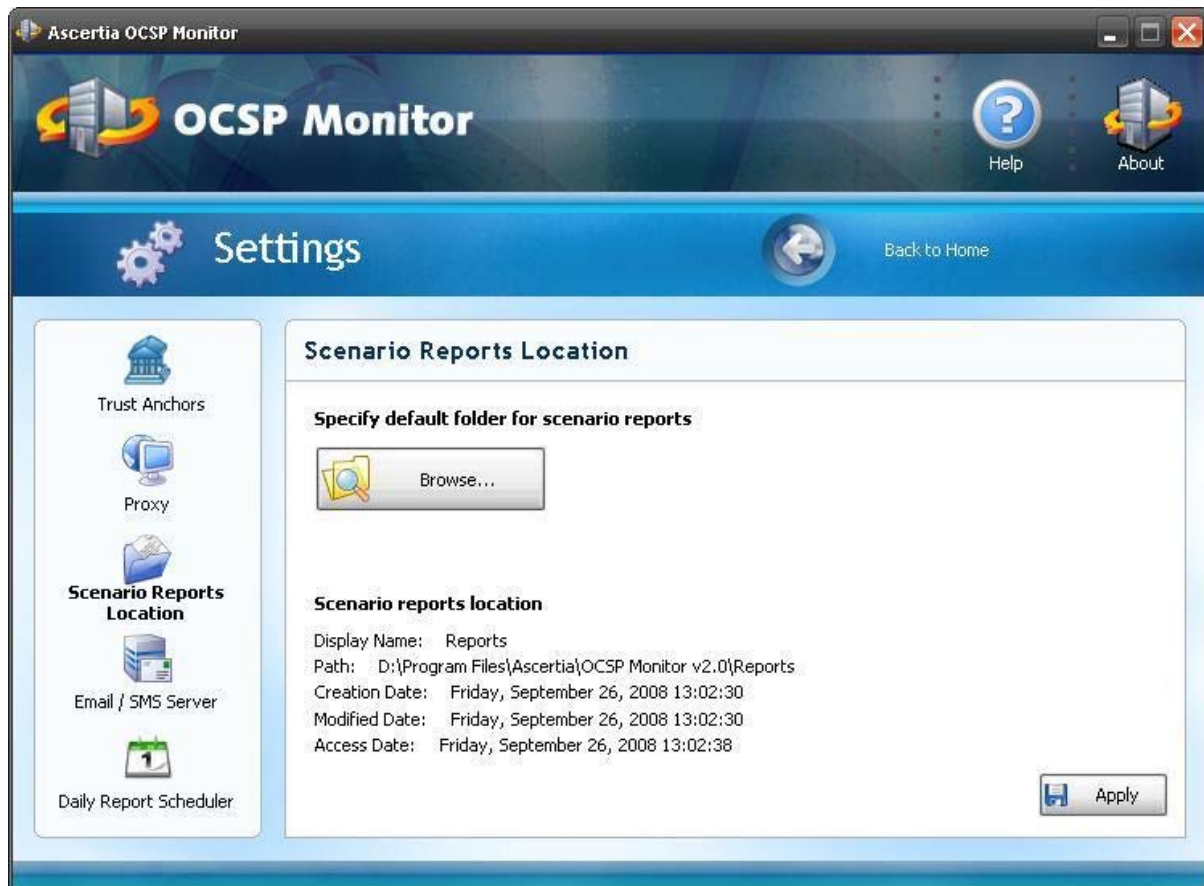 Ascertia OCSP Monitor
OCSP Monitor
Help
About
Settings
Back to Home
Trust Anchors
Proxy
Scenario Reports
Location
Email / SMS Server
1
Daily Report Scheduler
Scenario Reports Location
Specify default folder for scenario reports
Browse...
Scenario reports location
Display Name: Reports
Path: D:\Program Files\Ascertia\OCSP Monitor v2.0\Reports
Creation Date: Friday, September 26, 2008 13:02:30
Modified Date: Friday, September 26, 2008 13:02:30
Access Date: Friday, September 26, 2008 13:02:38
Apply